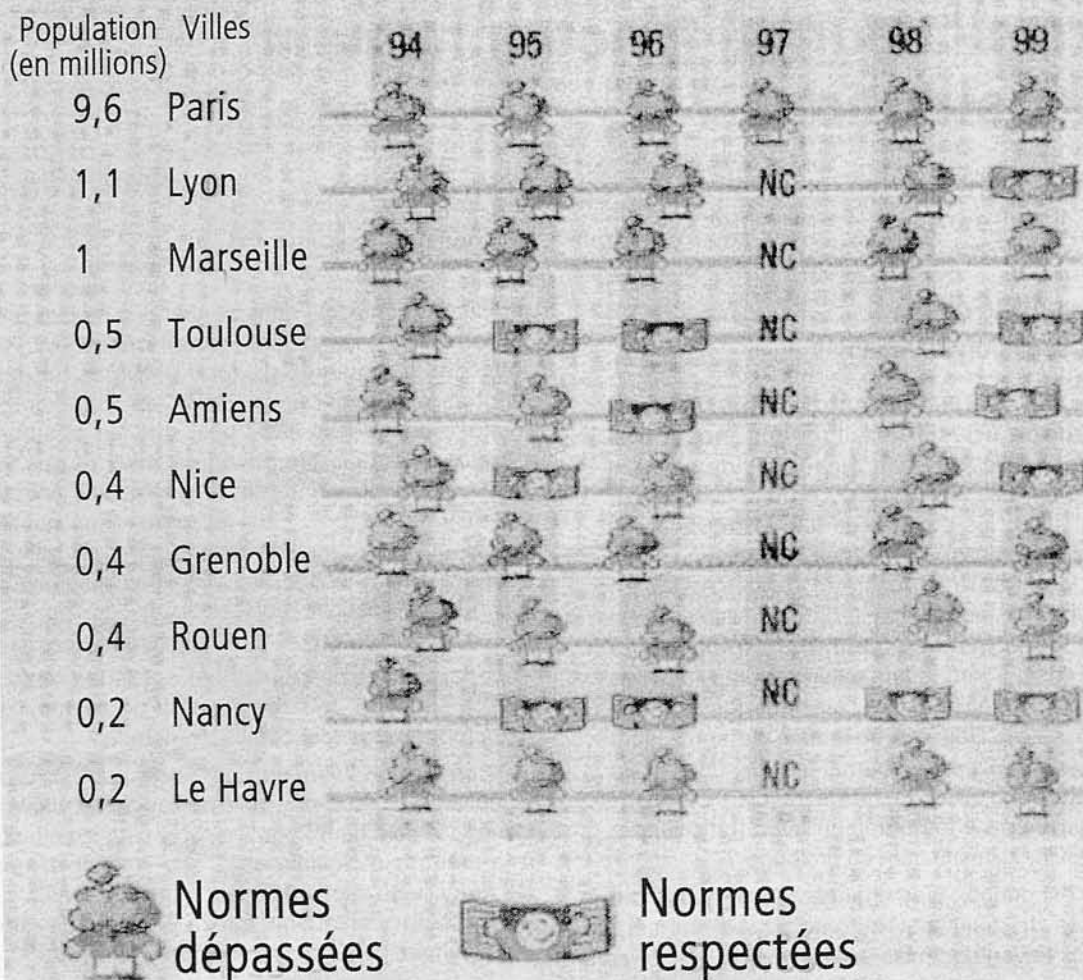 Population Villes
(en millions)
94 95 96 97 98 99
9,6 Paris
1,1 Lyon NC
1 Marseille NC
0,5 Toulouse NC
0,5 Amiens NC
0,4 Nice NC
0,4 Grenoble NC
0,4 Rouen NC
0,2 Nancy NC
0,2 Le Havre NC
Normes
dépassées
Normes
respectées